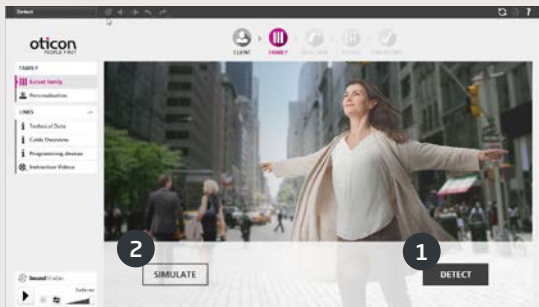 Detect
oticon
PEOPLE FIRST
CLIENT
FAMILY
FAMILY
Select family
Personalisation
LINKS
Technical Data
Cable Overview
Programming devices
Instruction Videos
2
1
SIMULATE
DETECT